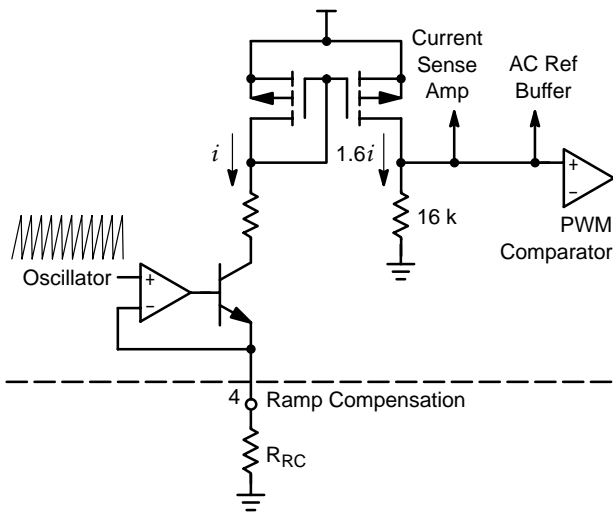 Current
Sense
Amp
AC Ref
Buffer
i
1.6i
+
−
16 k
PWM
Comparator
Oscillator
+
−
4
Ramp Compensation
RRC